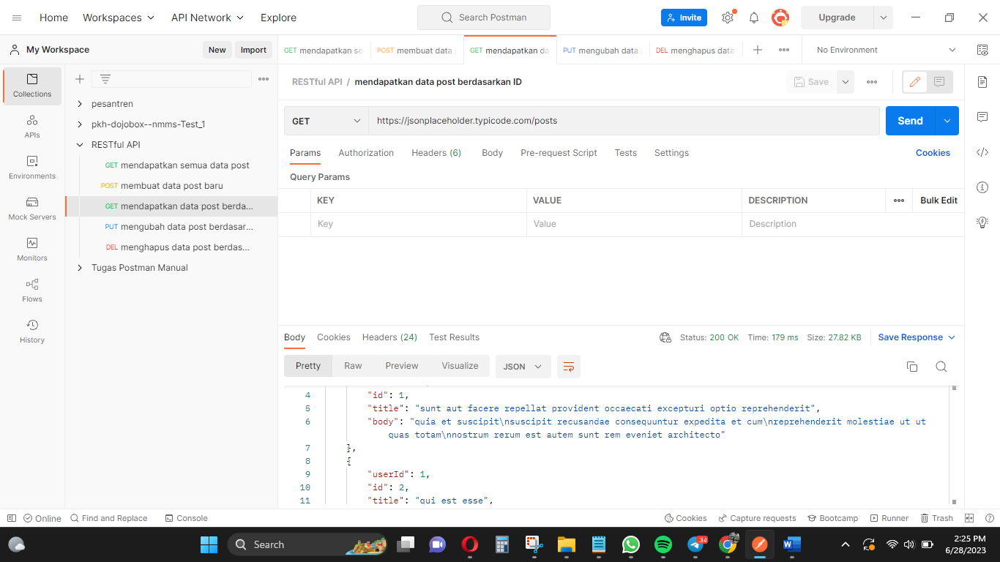 Home Workspaces API Network Explore Search Postman Invite Upgrade
My Workspace New Import
GET mendapatkan se POST membuat data GET mendapatkan da PUT mengubah data DEL menghapus data No Environment
Collections
APIs
Environments
Mock Servers
Monitors
Flows
History
pesantren
pkh-dojobox--nmms-Test_1
RESTful API
GET mendapatkan semua data post
POST membuat data post baru
GET mendapatkan data post berda...
PUT mengubah data post berdasar...
DEL menghapus data post berdas...
Tugas Postman Manual
RESTful API / mendapatkan data post berdasarkan ID Save
GET https://jsonplaceholder.typicode.com/posts Send
Params Authorization Headers (6) Body Pre-request Script Tests Settings Cookies
Query Params
KEY VALUE DESCRIPTION Bulk Edit
Key Value Description
Body Cookies Headers (24) Test Results Status: 200 OK Time: 179 ms Size: 27.82 KB Save Response
Pretty Raw Preview Visualize JSON
4 "id": 1,
5 "title": "sunt aut facere repellat provident occaecati excepturi optio reprehenderit",
6 "body": "quia et suscipit\nsuscipit recusandae consequuntur expedita et cum\nreprehenderit molestiae ut ut
quas totam\nnostrum rerum est autem sunt rem eveniet architecto"
7 },
8 {
9 "userId": 1,
10 "id": 2,
11 "title": "qui est esse",
Online Find and Replace Console Cookies Capture requests Bootcamp Runner Trash
Search 34 2:25 PM
6/28/2023